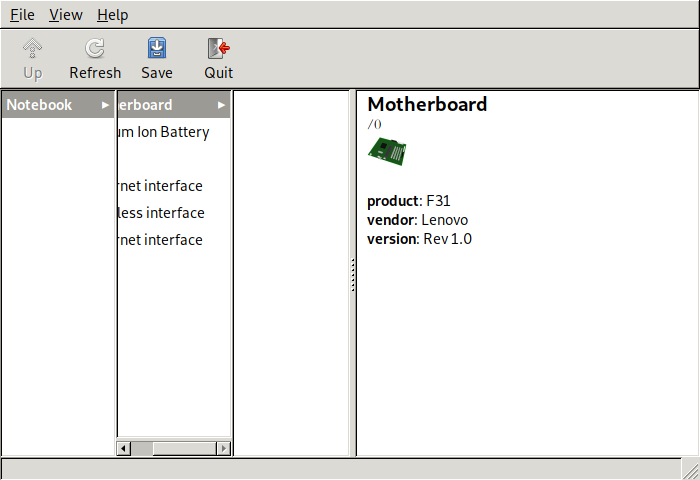 File View Help
Up Refresh Save Quit
Notebook
erboard
um Ion Battery
rnet interface
less interface
rnet interface
Motherboard
/()
product: F31
vendor: Lenovo
version: Rev 1.0